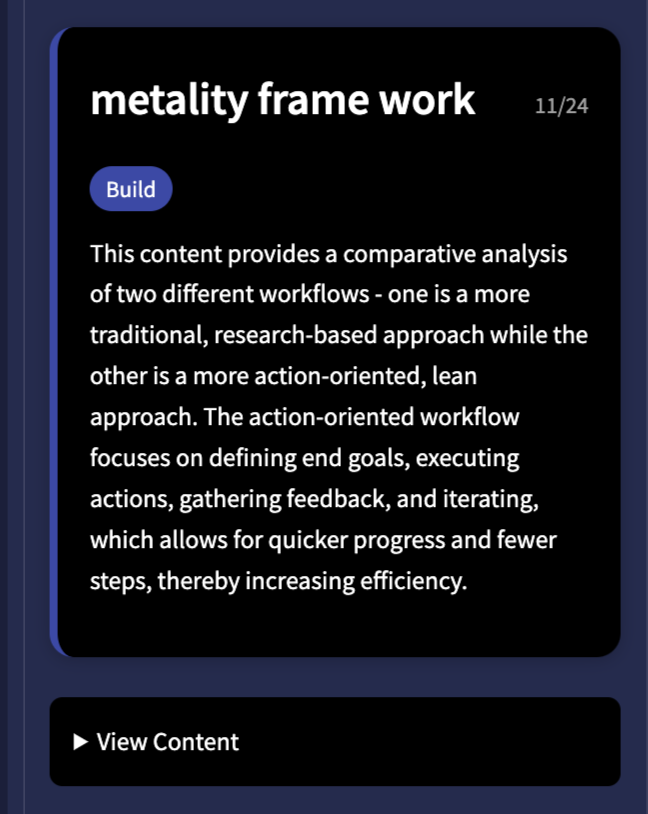 metality frame work
11/24
Build
This content provides a comparative analysis
of two different workflows - one is a more
traditional, research-based approach while the
other is a more action-oriented, lean
approach. The action-oriented workflow
focuses on defining end goals, executing
actions, gathering feedback, and iterating,
which allows for quicker progress and fewer
steps, thereby increasing efficiency.
▶ View Content